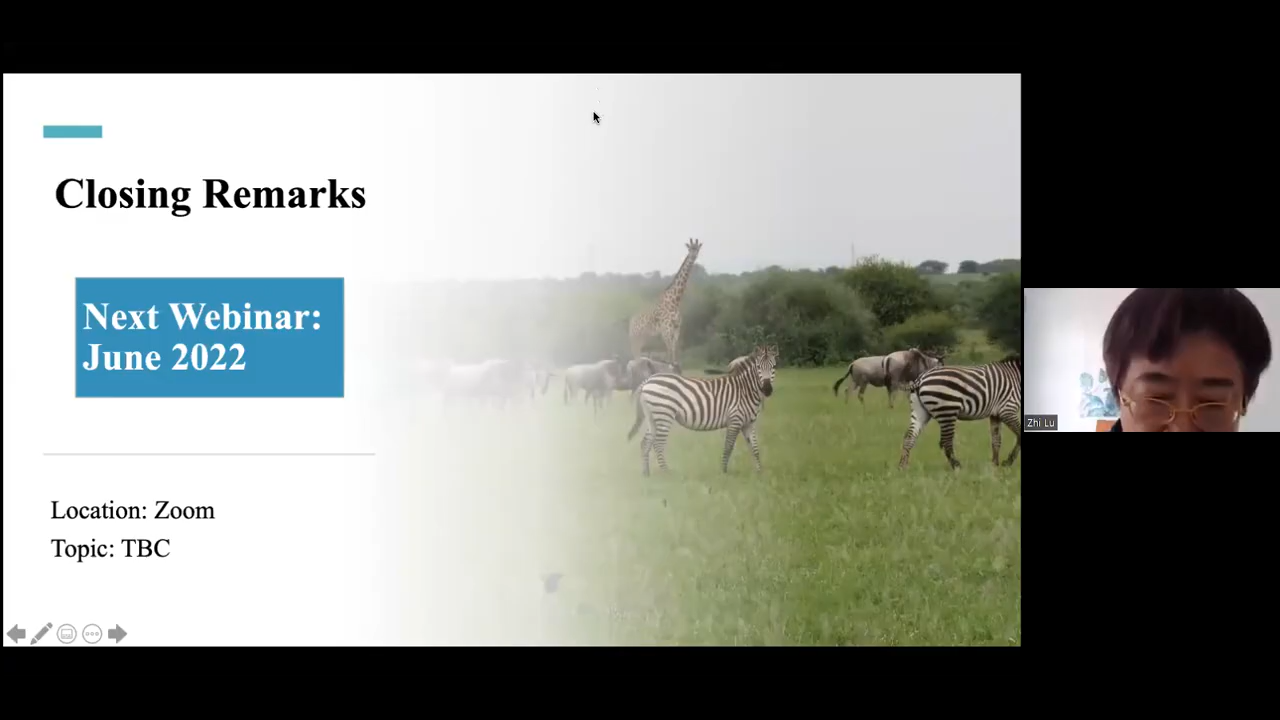 Closing Remarks
Next Webinar:
June 2022
Location: Zoom
Topic: TBC
Zhi Lu